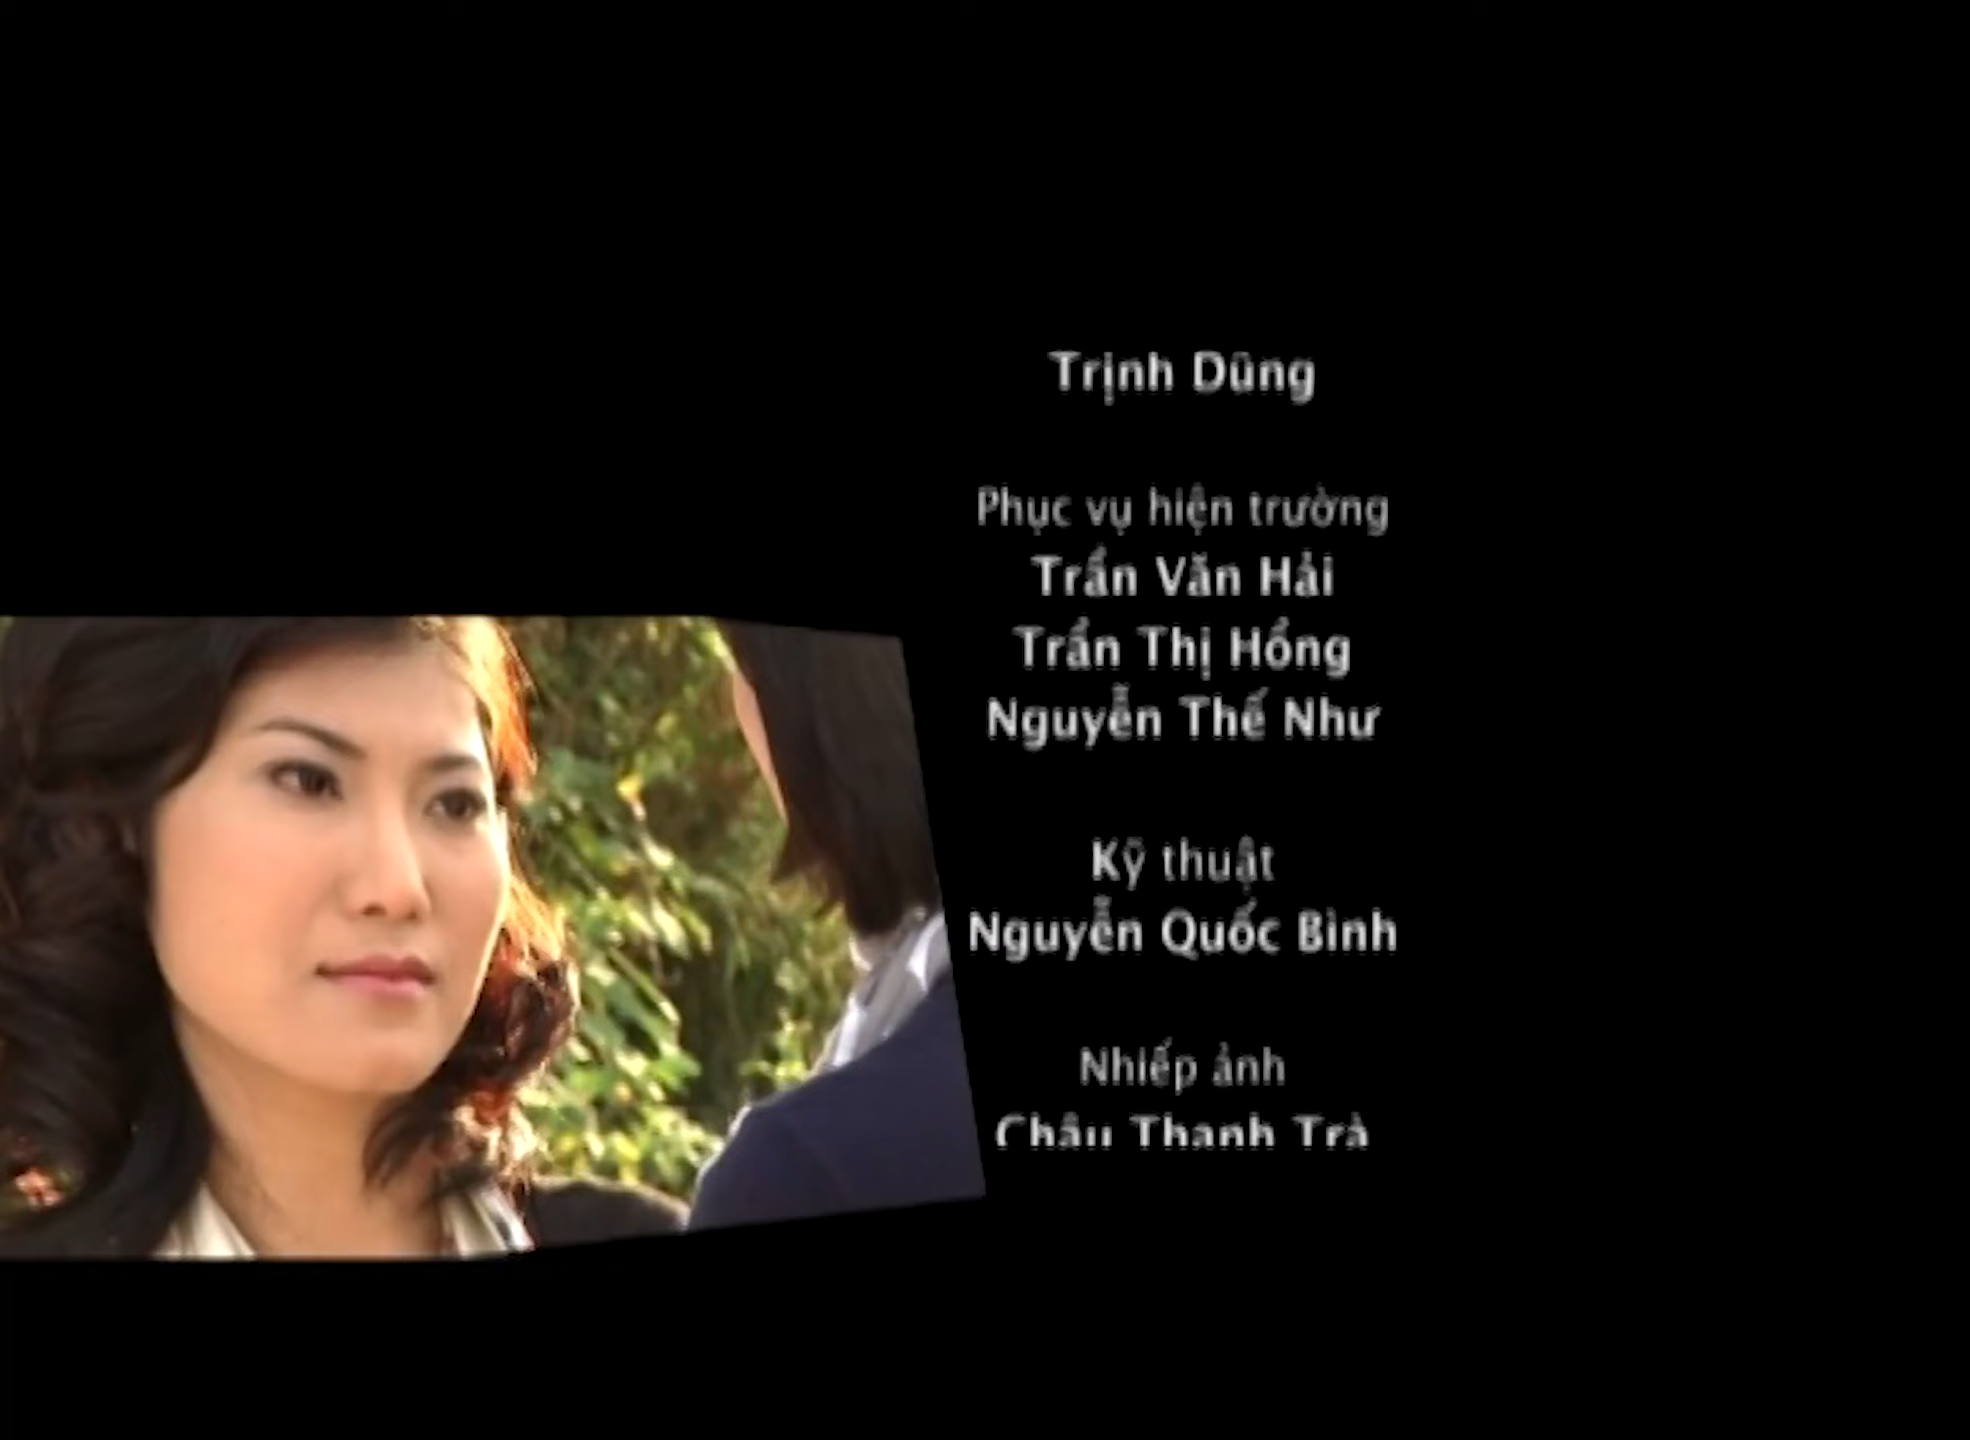 Trịnh Dũng
Phục vụ hiện trường
Trần Văn Hải
Trần Thị Hồng
Nguyễn Thế Như
Kỹ thuật
Nguyễn Quốc Bình
Nhiếp ảnh
Châu Thanh Trà